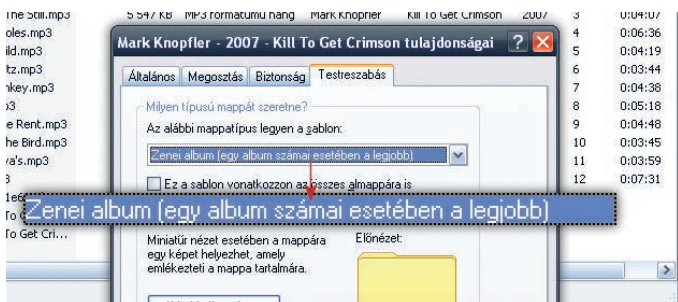 The Still.mp3 5 547 KB MP3 formátumú hang Mark Knopfler Kill To Get Crimson 2007 3 0:04:07
oles.mp3 4 0:06:36
ild.mp3 5 0:04:19
tz.mp3 6 0:03:44
nkey.mp3 7 0:04:38
o3 8 0:05:18
e Rent.mp3 9 0:04:48
he Bird.mp3 10 0:03:45
va's.mp3 11 0:03:59
3 12 0:07:31
To Get Cri...
Mark Knopfler - 2007 - Kill To Get Crimson tulajdonságai
Általános Megosztás Biztonság Testreszabás
Milyen típusú mappát szeretne?
Az alábbi mappatípus legyen a sablon:
Zenei album (egy album számai esetében a legjobb)
Ez a sablon vonatkozzon az összes almappára is
Zenei album (egy album számai esetében a legjobb)
Miniatűr nézet esetében a mappára
egy képet helyezhet, amely
emlékezteti a mappa tartalmára.
Előnézet: